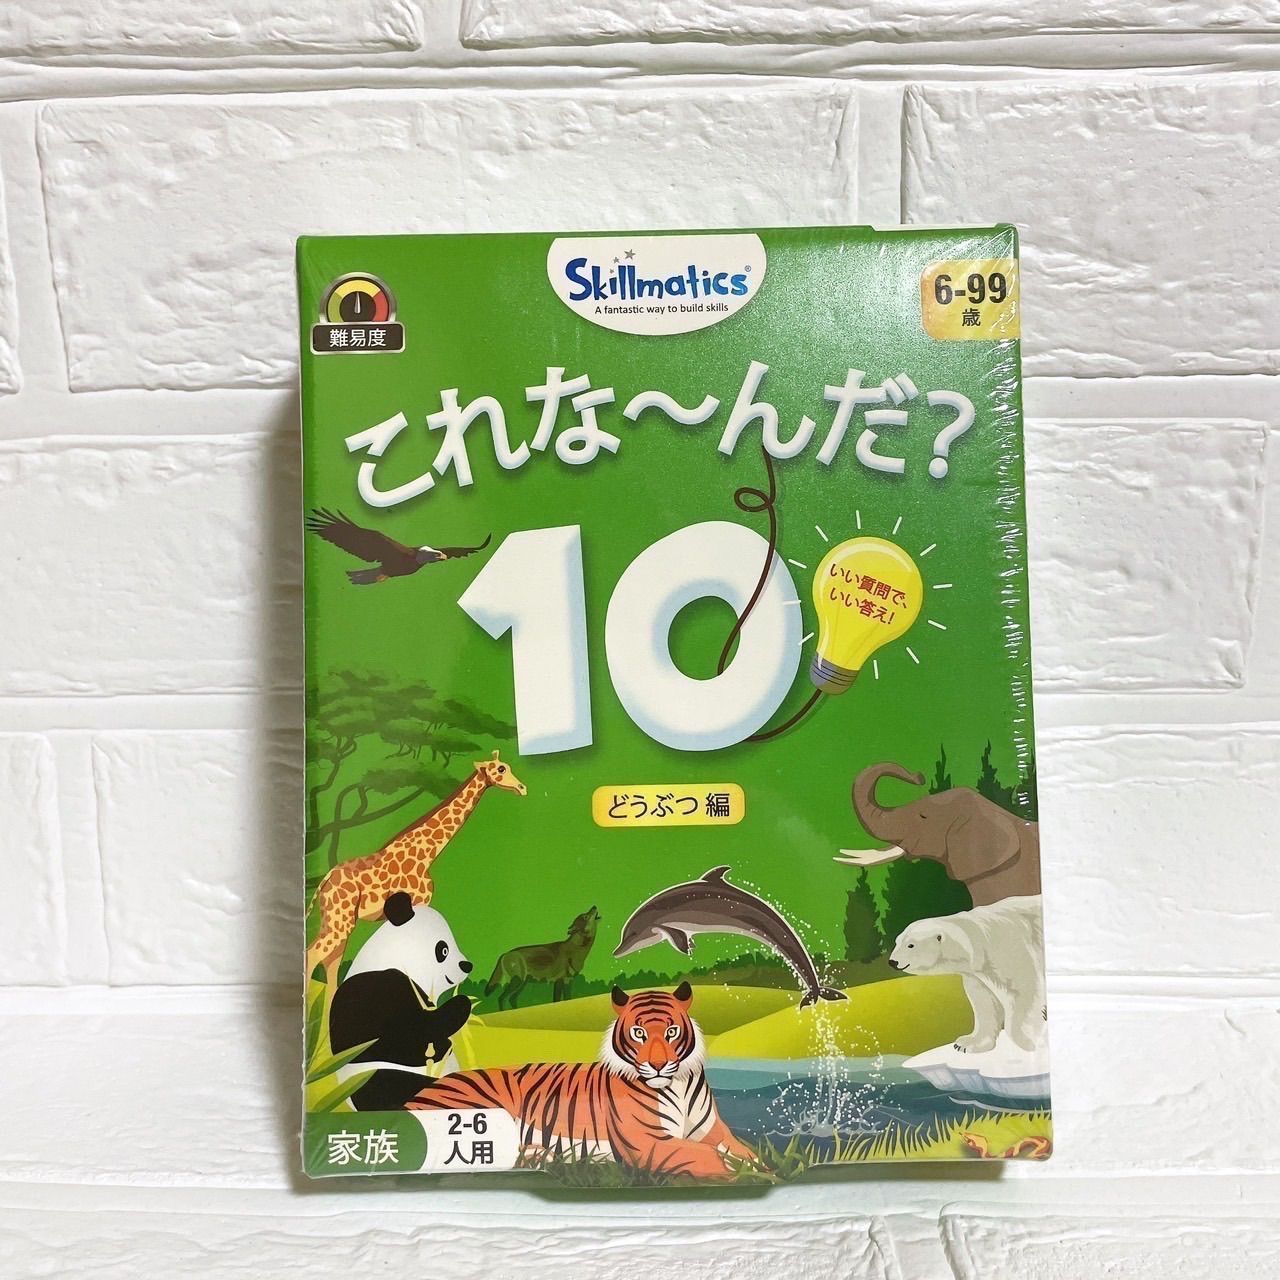 Skillmatics®
A fantastic way to build skills
難易度
6-99
歳
これな〜んだ?
10
いい質問で、
いい答え!
どうぶつ編
家族
2-6
人用